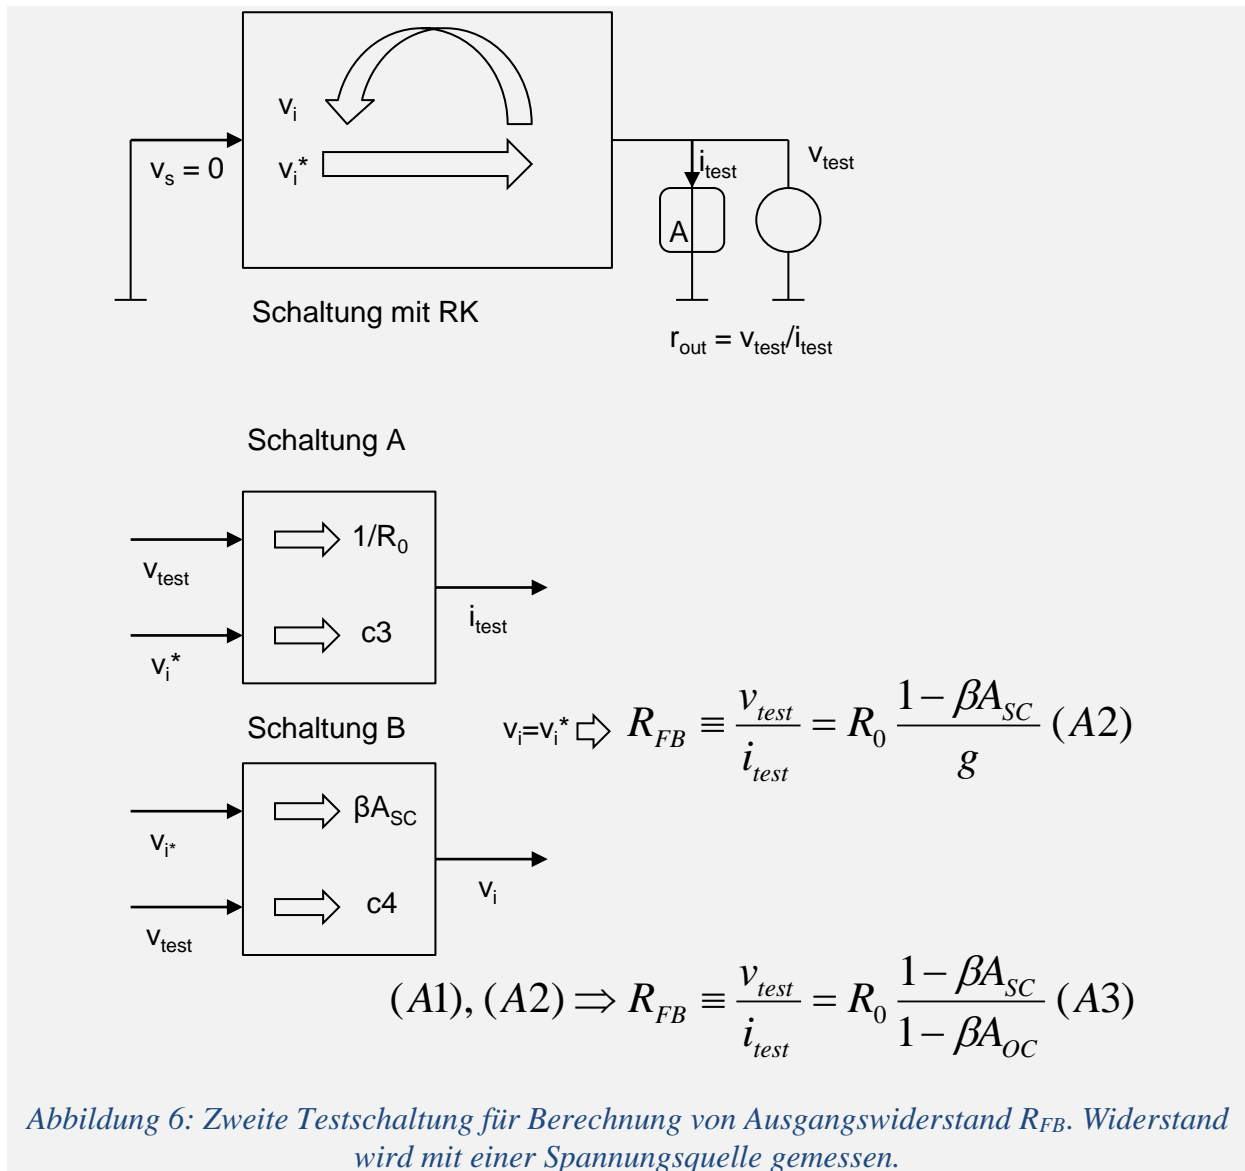 v_i
v_i*
v_s = 0
i_test
v_test
A
Schaltung mit RK
r_out = v_test/i_test
Schaltung A
1/R_0
v_test
c3
i_test
v_i*
Schaltung B
v_i=v_i* ⇨ R_FB ≡ v_test / i_test = R_0 (1 − βA_SC) / g (A2)
βA_SC
v_i*
c4
v_i
v_test
(A1), (A2) ⇒ R_FB ≡ v_test / i_test = R_0 (1 − βA_SC) / (1 − βA_OC) (A3)
Abbildung 6: Zweite Testschaltung für Berechnung von Ausgangswiderstand R_FB. Widerstand
wird mit einer Spannungsquelle gemessen.